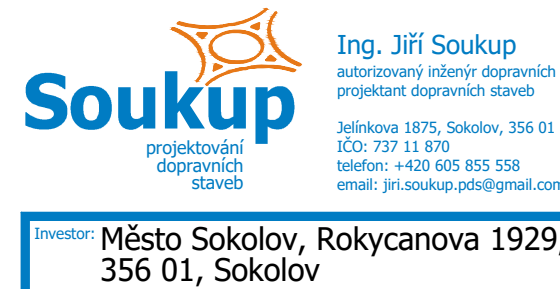 Soukup
projektování
dopravních
staveb
Ing. Jiří Soukup
autorizovaný inženýr dopravních
projektant dopravních staveb
Jelínkova 1875, Sokolov, 356 01
IČO: 737 11 870
telefon: +420 605 855 558
email: jiri.soukup.pds@gmail.com
Investor: Město Sokolov, Rokycanova 1929,
356 01, Sokolov